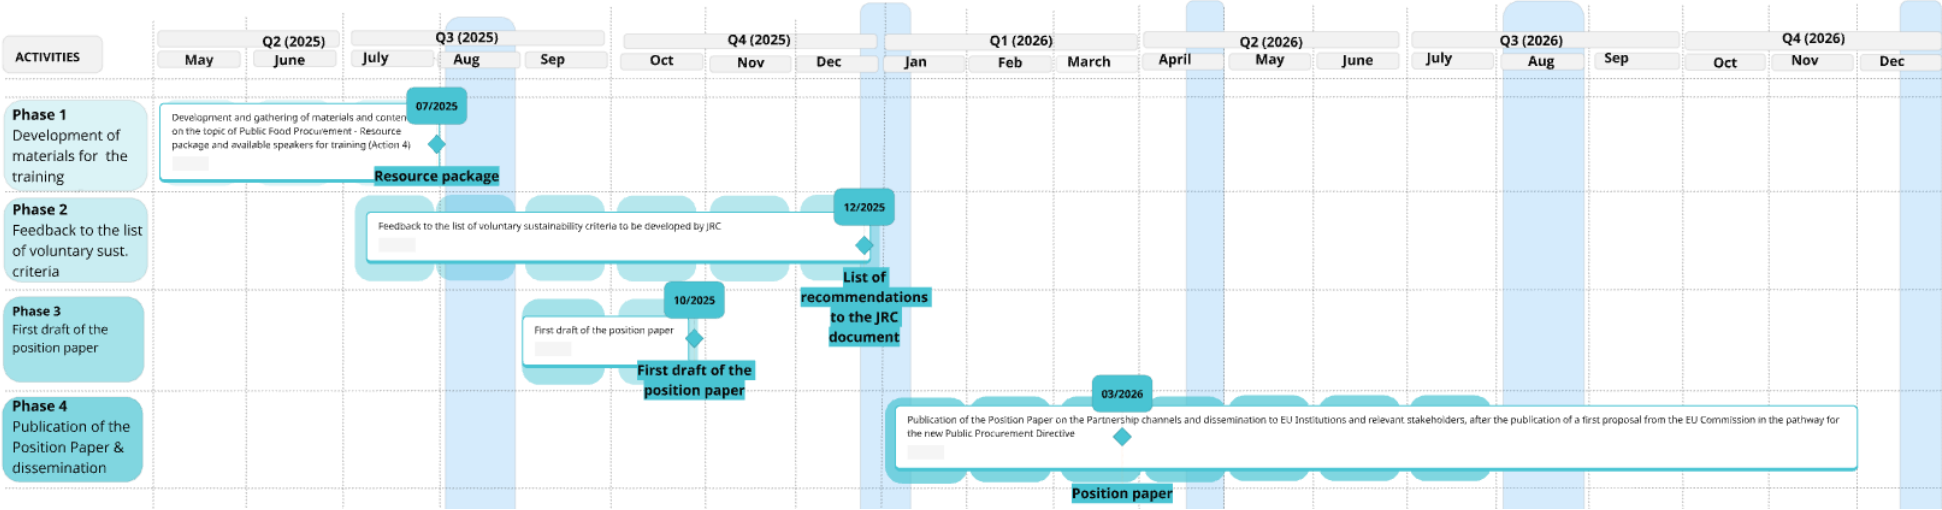 Q2 (2025)
Q3 (2025)
Q4 (2025)
Q1 (2026)
Q2 (2026)
Q3 (2026)
Q4 (2026)
ACTIVITIES
May
June
July
Aug
Sep
Oct
Nov
Dec
Jan
Feb
March
April
May
June
July
Aug
Sep
Oct
Nov
Dec
Phase 1
Development of
materials for the
training
07/2025
Development and gathering of materials and conten
on the topic of Public Food Procurement - Resource
package and available speakers for training (Action 4)
Resource package
Phase 2
Feedback to the list
of voluntary sust.
criteria
12/2025
Feedback to the list of voluntary sustainability criteria to be developed by JRC
List of
recommendations
to the JRC
document
Phase 3
First draft of the
position paper
10/2025
First draft of the position paper
First draft of the
position paper
Phase 4
Publication of the
Position Paper &
dissemination
03/2026
Publication of the Position Paper on the Partnership channels and dissemination to EU Institutions and relevant stakeholders, after the publication of a first proposal from the EU Commission in the pathway for
the new Public Procurement Directive
Position paper